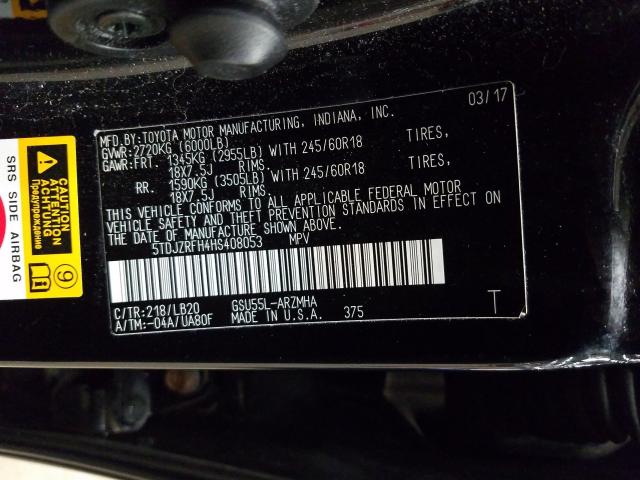 MFD.BY:TOYOTA MOTOR MANUFACTURING, INDIANA, INC. 03/17
GVWR:2720KG (6000LB)
GAWR:FRT. 1345KG (2955LB) WITH 245/60R18 TIRES,
18X7.5J RIMS
RR. 1590KG (3505LB) WITH 245/60R18 TIRES,
18X7.5J RIMS.
THIS VEHICLE CONFORMS TO ALL APPLICABLE FEDERAL MOTOR
VEHICLE SAFETY AND THEFT PREVENTION STANDARDS IN EFFECT ON
THE DATE OF MANUFACTURE SHOWN ABOVE.
5TDJZRFH4HS408053 MPV
C/TR:218/LB20 GSU55L-ARZMHA
A/TM:-04A/UA80F MADE IN U.S.A. 375 T
SRS SIDE AIRBAG
CAUTION
ACHTUNG
Предупреждение
9